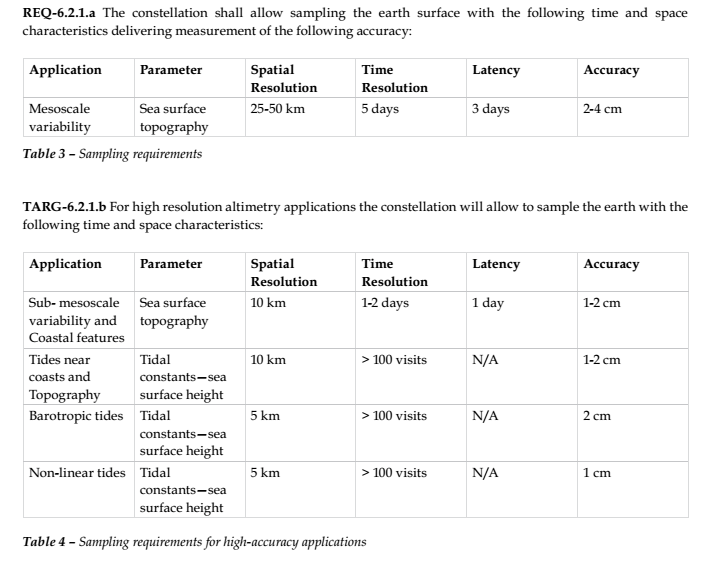 REQ-6.2.1.a The constellation shall allow sampling the earth surface with the following time and space
characteristics delivering measurement of the following accuracy:
Application Parameter Spatial Resolution Time Resolution Latency Accuracy
Mesoscale variability Sea surface topography 25-50 km 5 days 3 days 2-4 cm
Table 3 – Sampling requirements
TARG-6.2.1.b For high resolution altimetry applications the constellation will allow to sample the earth with the
following time and space characteristics:
Application Parameter Spatial Resolution Time Resolution Latency Accuracy
Sub- mesoscale variability and Coastal features Sea surface topography 10 km 1-2 days 1 day 1-2 cm
Tides near coasts and Topography Tidal constants—sea surface height 10 km > 100 visits N/A 1-2 cm
Barotropic tides Tidal constants—sea surface height 5 km > 100 visits N/A 2 cm
Non-linear tides Tidal constants—sea surface height 5 km > 100 visits N/A 1 cm
Table 4 – Sampling requirements for high-accuracy applications